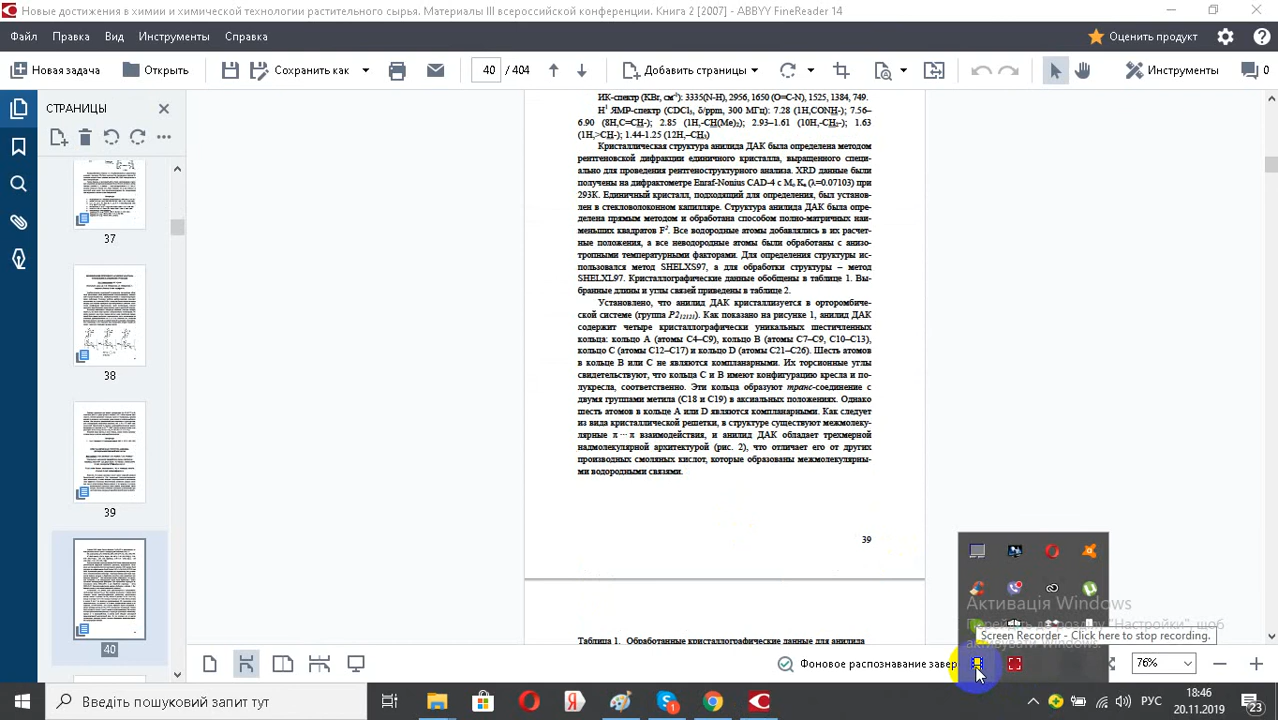 Новые достижения в химии и химической технологии растительного сырья. Материалы III всероссийской конференции. Книга 2 [2007] - ABBYY FineReader 14
Файл Правка Вид Инструменты Справка
Оценить продукт
Новая задача Открыть Сохранить как 40 / 404 Добавить страницы Инструменты 0
СТРАНИЦЫ
37
38
39
40
ИК-спектр (KBr, см-1): 3335(N-H), 2956, 1650 (O=C-N), 1525, 1384, 749.
H1 ЯМР-спектр (CDCl3, δ/ppm, 300 МГц): 7.28 (1H,CONH-); 7.56–
6.90 (8H,C=CH-); 2.85 (1H,-CH(Me)2); 2.93–1.61 (10H,-CH2-); 1.63
(1H,>CH-); 1.44-1.25 (12H,–CH3)
Кристаллическая структура анилида ДАК была определена методом
рентгеновской дифракции единичного кристалла, выращенного специ-
ально для проведения рентгеноструктурного анализа. XRD данные были
получены на дифрактометре Enraf-Nonius CAD-4 с M0 Kα (λ=0.07103) при
293K. Единичный кристалл, подходящий для определения, был установ-
лен в стекловолоконном капилляре. Структура анилида ДАК была опре-
делена прямым методом и обработана способом полно-матричных наи-
меньших квадратов F2. Все водородные атомы добавлялись в их расчет-
ные положения, а все неводородные атомы были обработаны с анизо-
тропными температурными факторами. Для определения структуры ис-
пользовался метод SHELXS97, а для обработки структуры – метод
SHELXL97. Кристаллографические данные обобщены в таблице 1. Вы-
бранные длины и углы связей приведены в таблице 2.
Установлено, что анилид ДАК кристаллизуется в орторомбиче-
ской системе (группа P212121). Как показано на рисунке 1, анилид ДАК
содержит четыре кристаллографически уникальных шестичленных
кольца: кольцо A (атомы C4–C9), кольцо B (атомы C7–C9, C10–C13),
кольцо C (атомы C12–C17) и кольцо D (атомы C21–C26). Шесть атомов
в кольце B или C не являются компланарными. Их торсионные углы
свидетельствуют, что кольца C и B имеют конфигурацию кресла и по-
лукресла, соответственно. Эти кольца образуют транс-соединение с
двумя группами метила (C18 и C19) в аксиальных положениях. Однако
шесть атомов в кольце A или D являются компланарными. Как следует
из вида кристаллической решетки, в структуре существуют межмолеку-
лярные π ··· π взаимодействия, и анилид ДАК обладает трехмерной
надмолекулярной архитектурой (рис. 2), что отличает его от других
производных смоляных кислот, которые образованы межмолекулярны-
ми водородными связями.
39
Таблица 1. Обработанные кристаллографические данные для анилида
Активація Windows
Перейдіть до розділу "Настройки", щоб
активувати Windows.
Screen Recorder - Click here to stop recording.
Фоновое распознавание завер
76%
Введіть пошуковий запит тут
РУС
18:46
20.11.2019
23